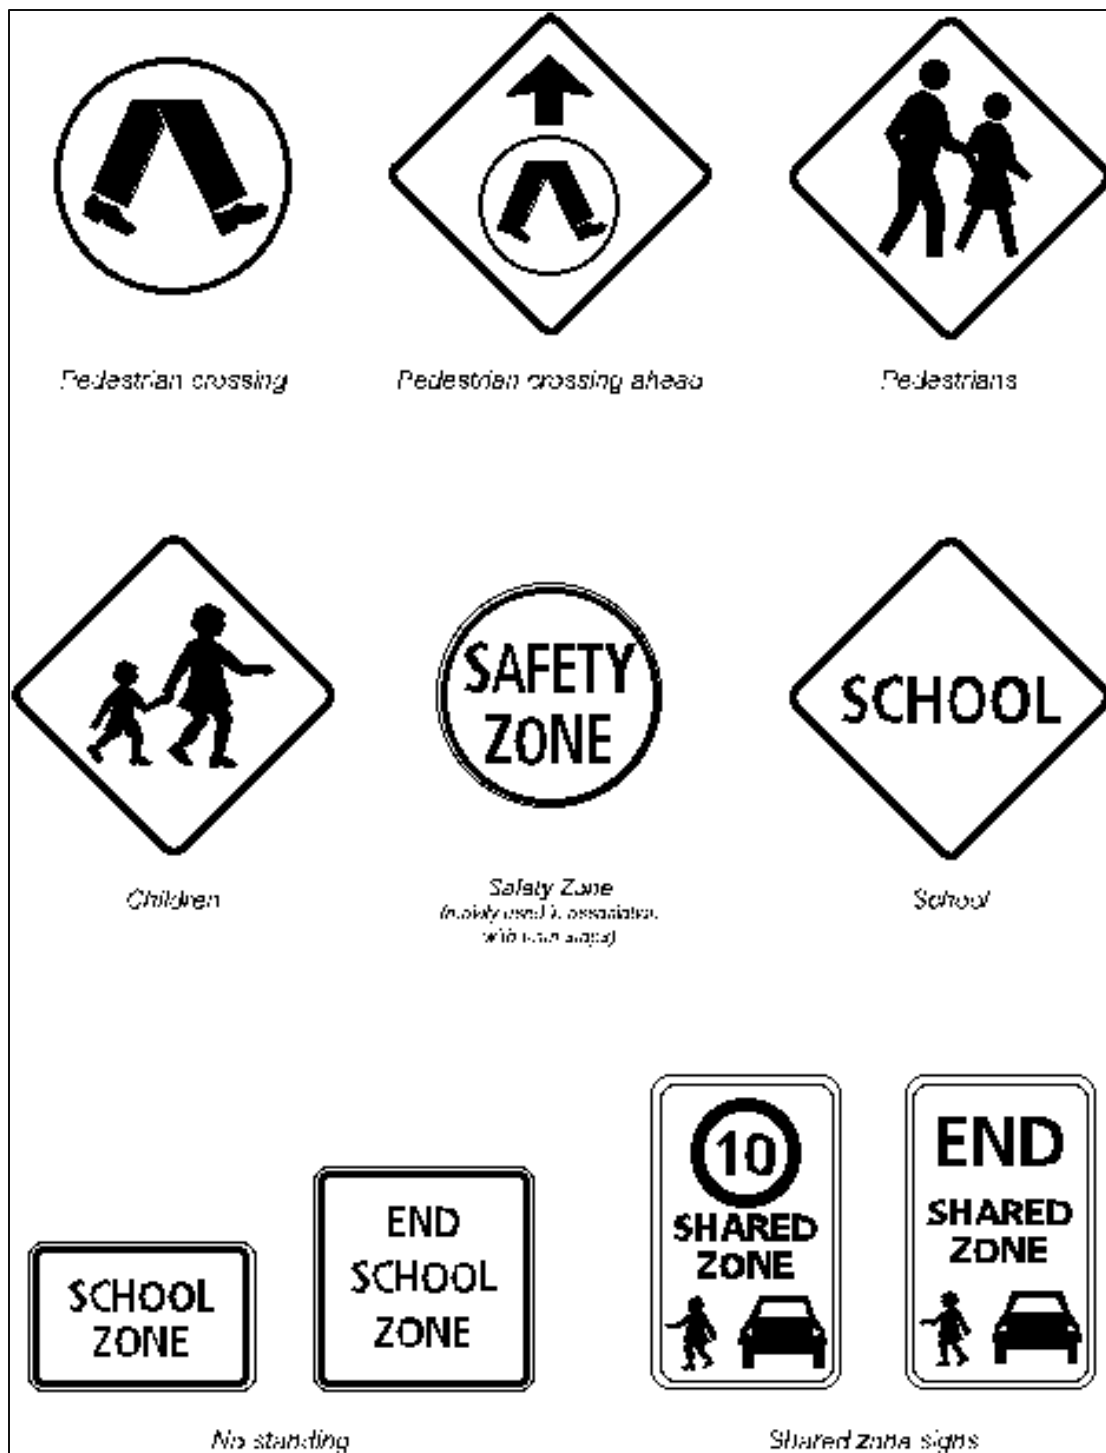 Pedestrian crossing
Pedestrian crossing ahead
Pedestrians
SAFETY
ZONE
SCHOOL
Children
Safety Zone
School
SCHOOL
ZONE
END
SCHOOL
ZONE
10
SHARED
ZONE
END
SHARED
ZONE
No standing
Shared zone signs